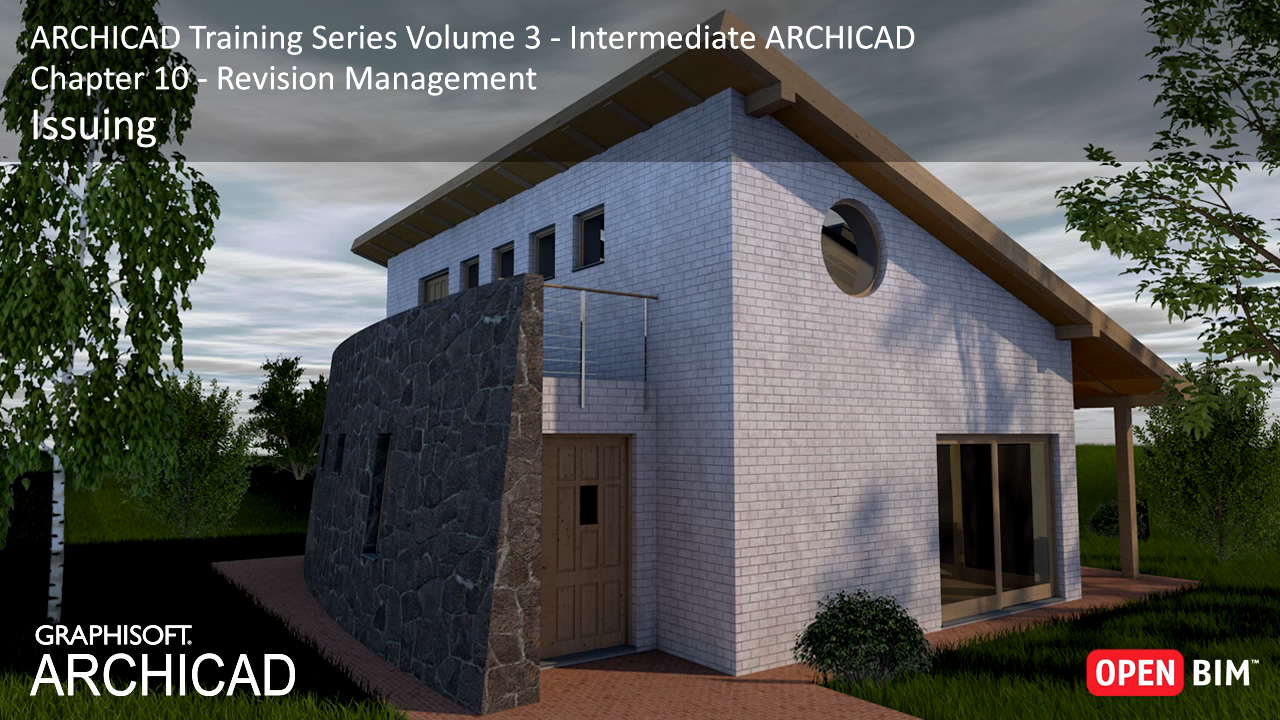 ARCHICAD Training Series Volume 3 - Intermediate ARCHICAD
Chapter 10 - Revision Management
Issuing
GRAPHISOFT.
ARCHICAD
OPEN BIM™